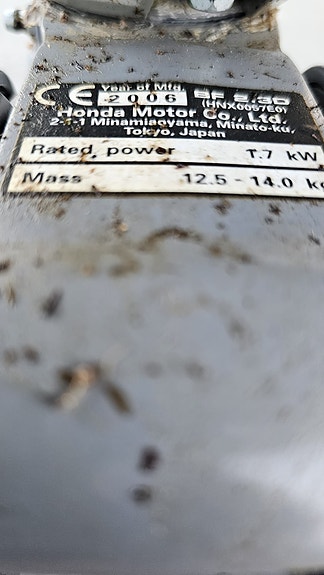 CE Year of Mfg. BF 2.3D
2006 (HNX0057E0)
Honda Motor Co., Ltd.
2-1-1 Minamiaoyama, Minato-ku,
Tokyo, Japan
Rated power 1.7 kW
Mass 12.5 - 14.0